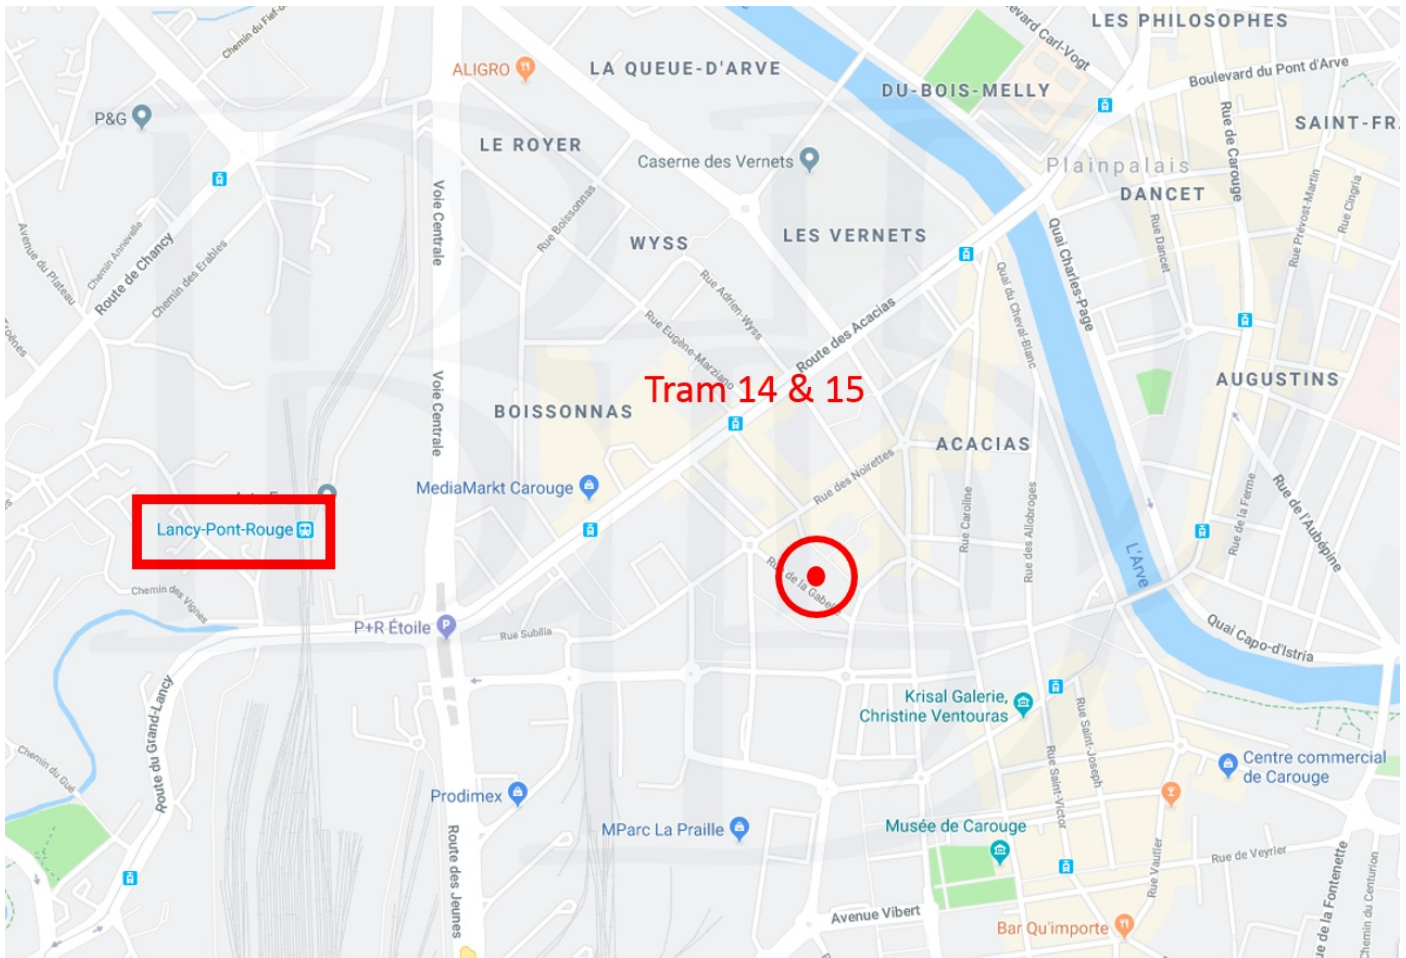 LES PHILOSOPHES
Chemin du Fief-d
evard Carl-Vogt
ALIGRO
LA QUEUE-D'ARVE
Boulevard du Pont d'Arve
DU-BOIS-MELLY
P&G
SAINT-FR
LE ROYER
Rue de Carouge
Caserne des Vernets
Plainpalais
Voie Centrale
DANCET
Rue Boissonnas
Rue Prévost-Martin
Rue Cingria
WYSS
LES VERNETS
Rue Dancet
Avenue du Plateau
Chemin Annevelle
Route de Chancy
Chemin des Erables
Quai Charles-Page
Quai du Cheval-Blanc
Rue Adrien-Wyss
Rue Eugène-Marziano
Route des Acacias
Tram 14 & 15
AUGUSTINS
Voie Centrale
BOISSONNAS
ACACIAS
Rue des Noirettes
MediaMarkt Carouge
Rue de l'Aubépine
Rue de la Ferme
Rue Caroline
Rue des Allobroges
Lancy-Pont-Rouge
L'Arve
Rue de la Gabelle
Chemin des Vignes
P+R Étoile
Rue Subilia
Quai Capo-d'Istria
Route du Grand-Lancy
Krisal Galerie,
Christine Ventouras
Rue Saint-Joseph
Rue Saint-Victor
Chemin du Gué
Centre commercial
de Carouge
Prodimex
MParc La Praille
Musée de Carouge
Route des Jeunes
Rue de Veyrier
Rue Vautier
ue de la Fontenette
Chemin du Centurion
Avenue Vibert
Bar Qu'importe